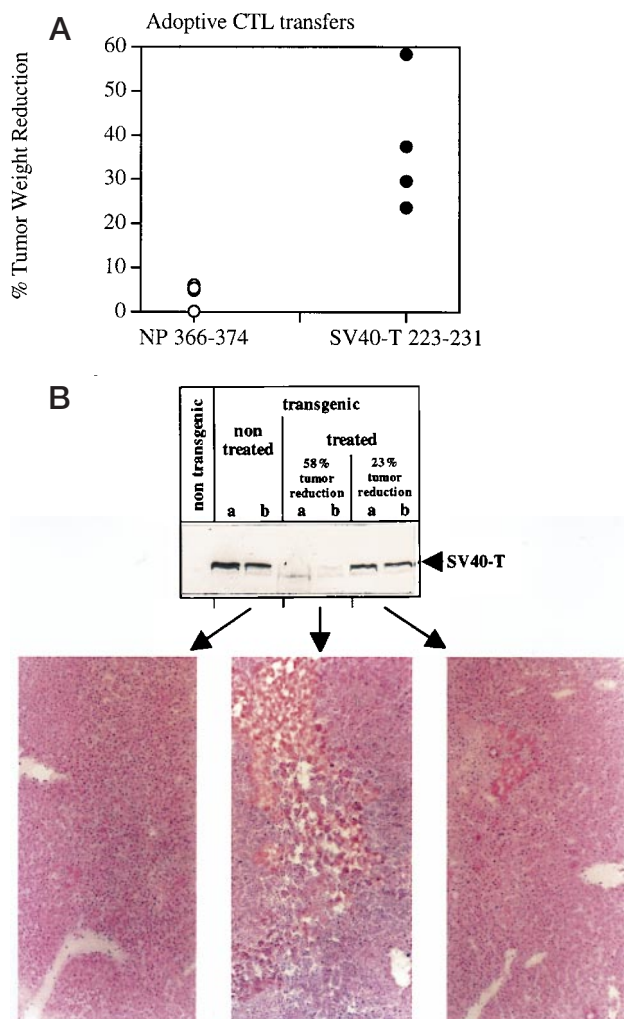 A
Adoptive CTL transfers
% Tumor Weight Reduction
60
50
40
30
20
10
0
NP 366-374
SV40-T 223-231
B
non transgenic
transgenic
non
treated
treated
58%
tumor
reduction
23%
tumor
reduction
a
b
a
b
a
b
SV40-T